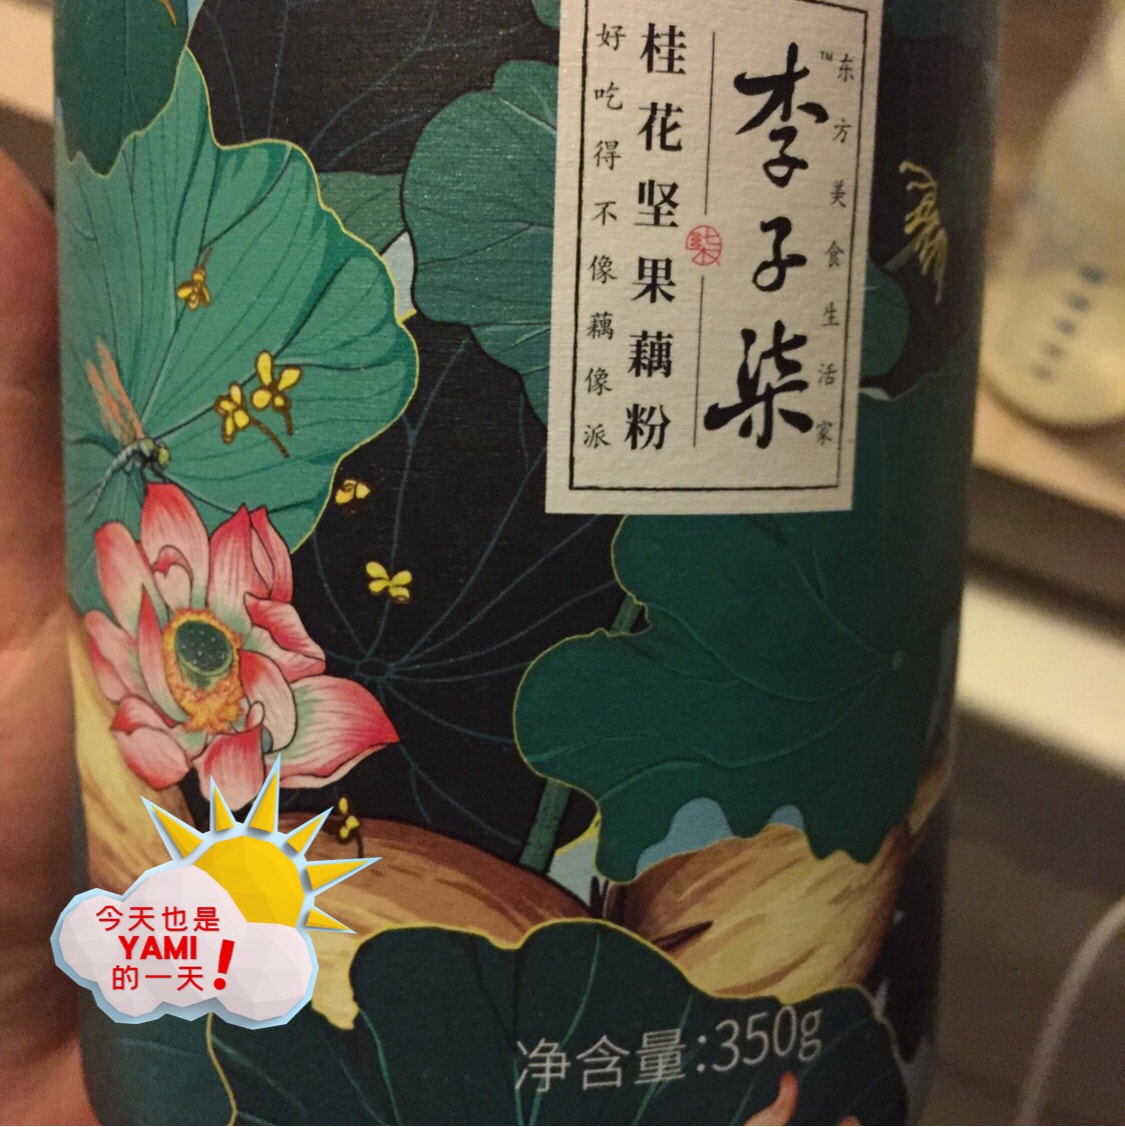 东方美食生活家
李子柒
TM
柒
桂花坚果藕粉
好吃得不像藕像派
净含量:350g
今天也是
YAMI
的一天!